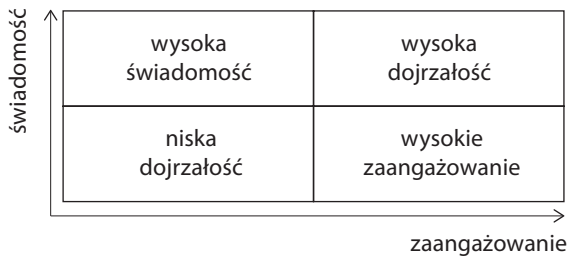 świadomość
wysoka
świadomość
wysoka
dojrzałość
niska
dojrzałość
wysokie
zaangażowanie
zaangażowanie